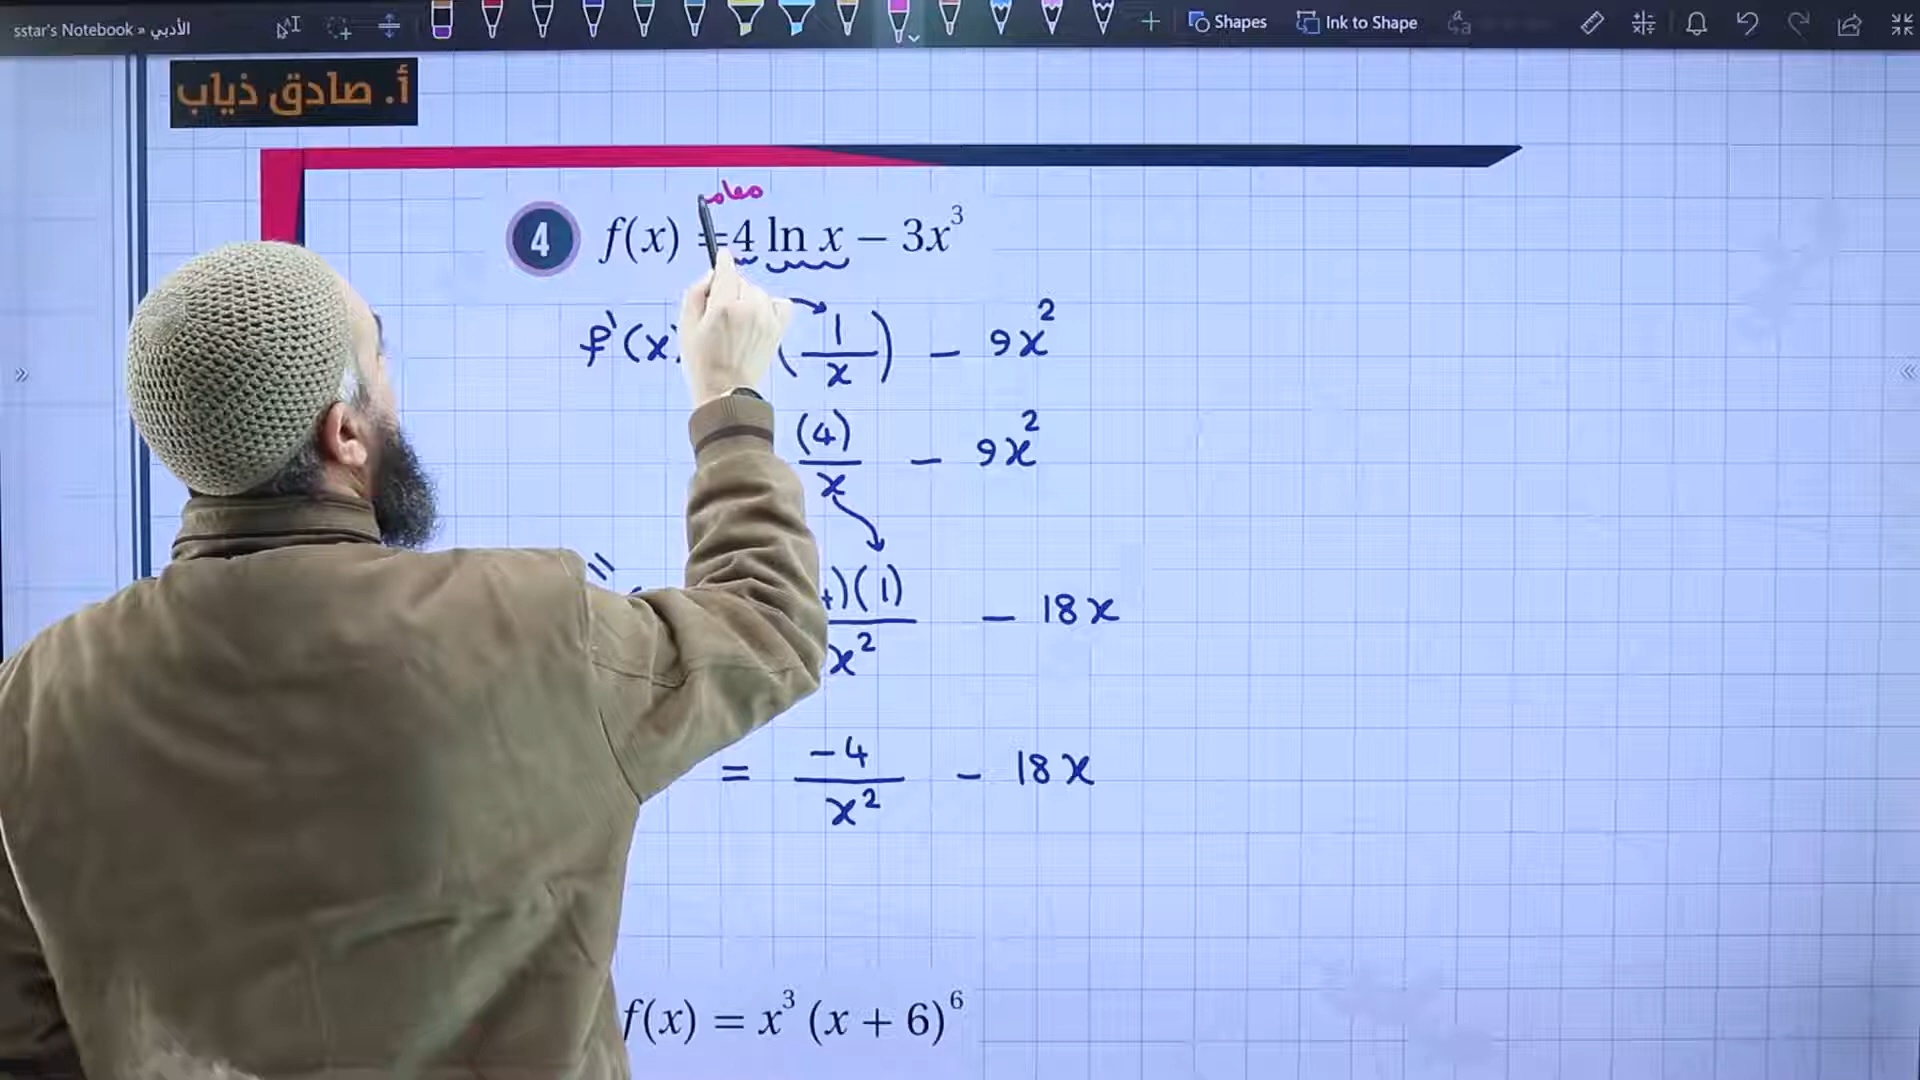 sstar's Notebook » الأدبي
Shapes
Ink to Shape
أ. صادق ذياب
معامل
4 f(x) = 4 ln x − 3x³
f'(x) (1/x) − 9x²
(4)/x − 9x²
)(1)/x² − 18x
= −4/x² − 18x
f(x) = x³ (x + 6)⁶